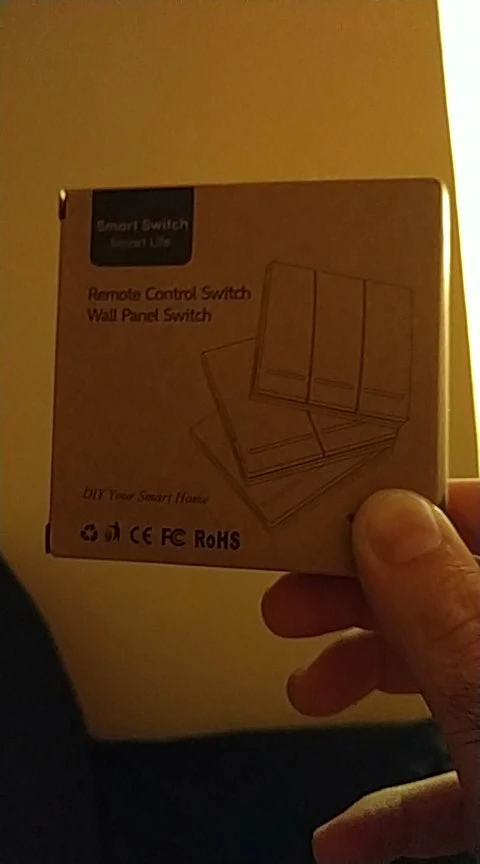 Smart Switch
Smart Life
Remote Control Switch
Wall Panel Switch
DIY Your Smart Home
CE FC RoHS